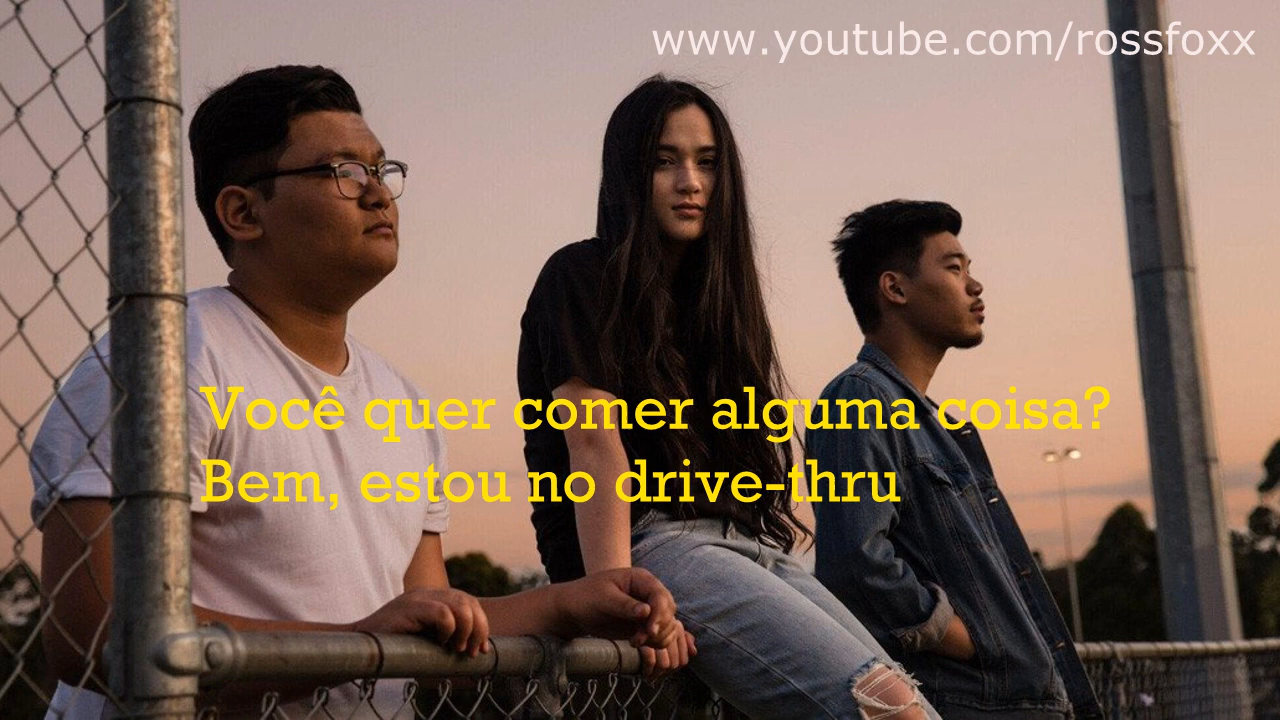 www.youtube.com/rossfoxx
Você quer comer alguma coisa?
Bem, estou no drive-thru